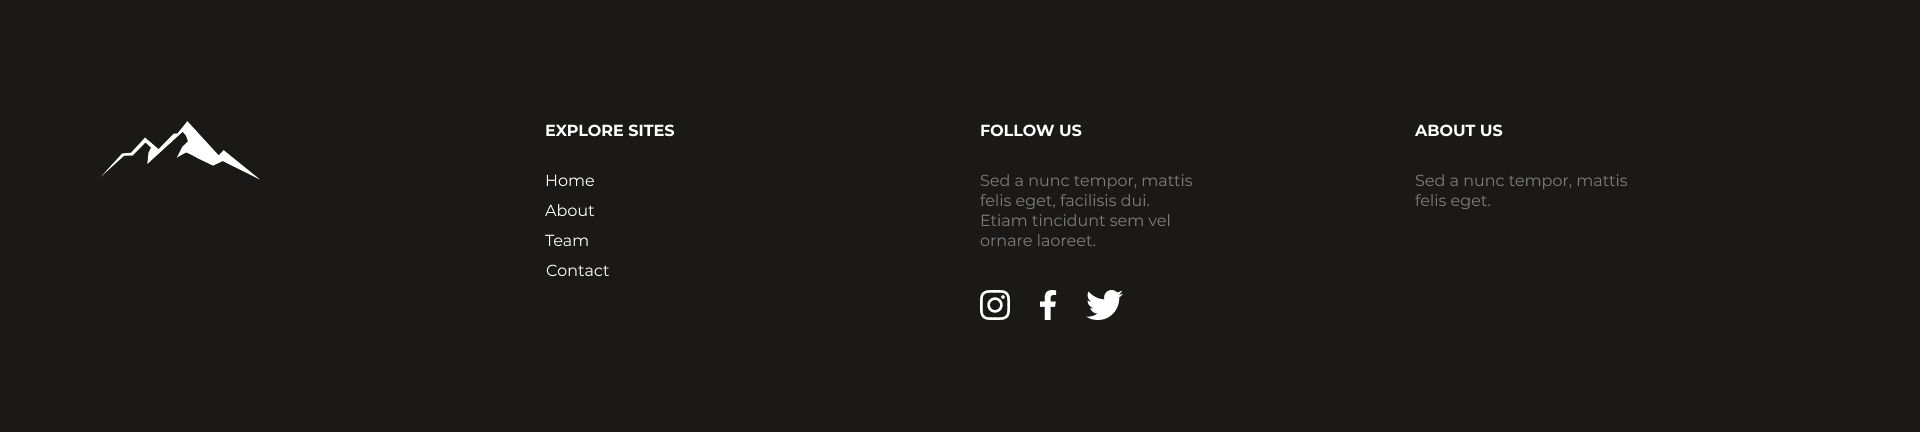 EXPLORE SITES
Home
About
Team
Contact
FOLLOW US
Sed a nunc tempor, mattis
felis eget, facilisis dui.
Etiam tincidunt sem vel
ornare laoreet.
ABOUT US
Sed a nunc tempor, mattis
felis eget.